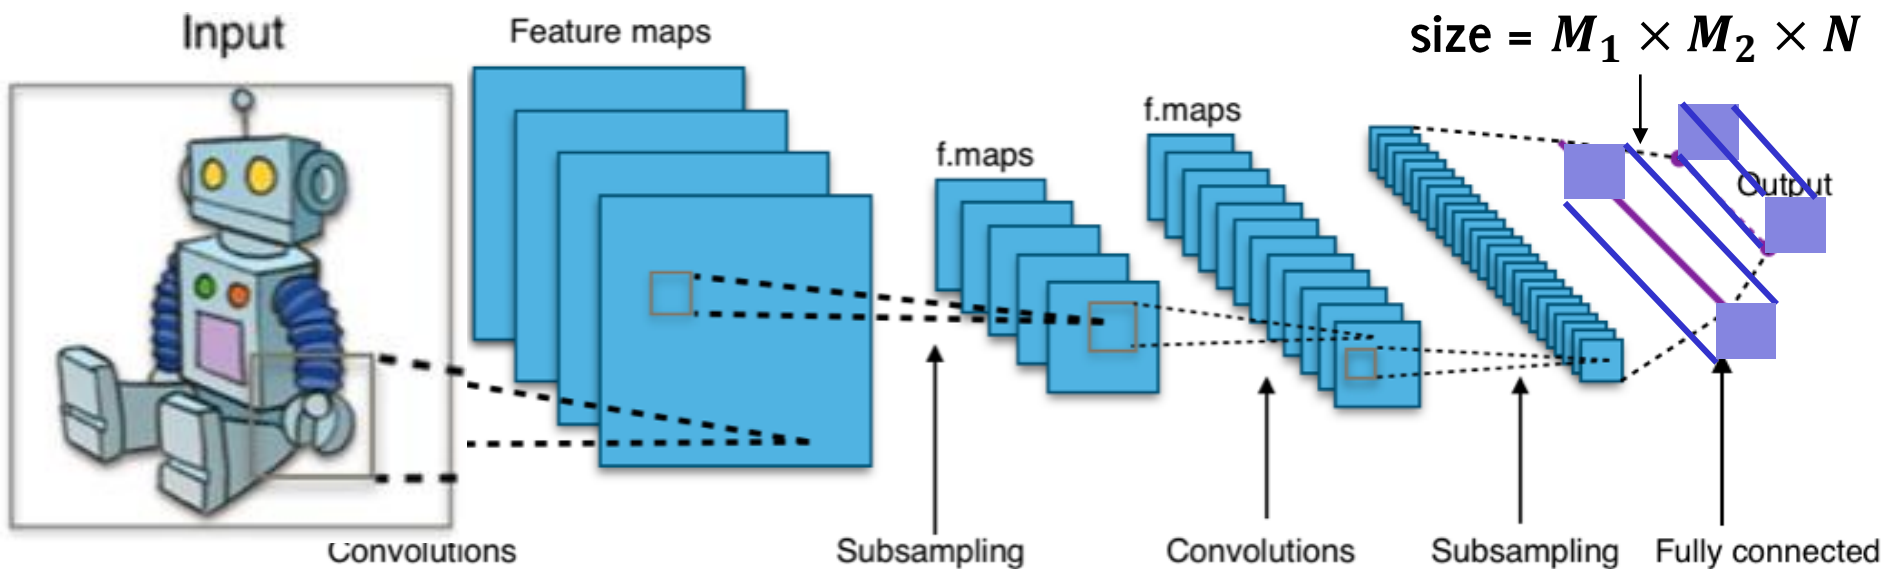 Input
Feature maps
f.maps
f.maps
size = M₁ × M₂ × N
Output
Convolutions
Subsampling
Convolutions
Subsampling
Fully connected